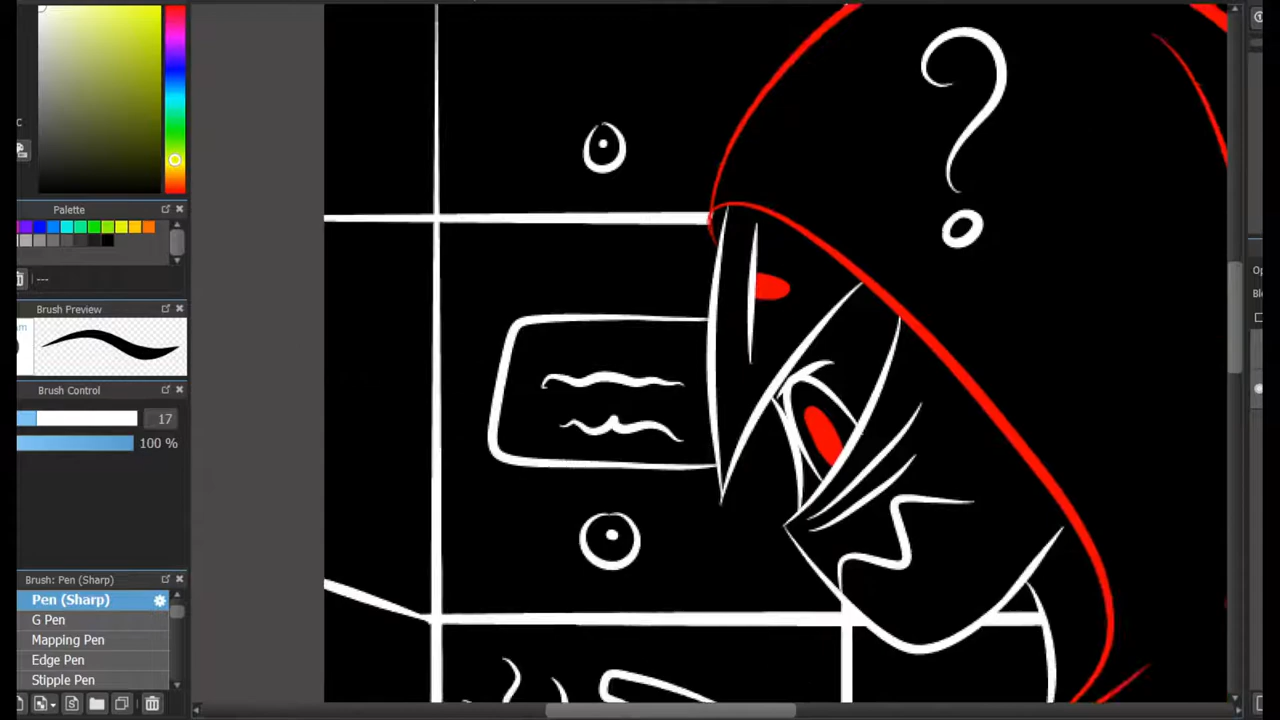 Palette
---
Brush Preview
Brush Control
17
100 %
Brush: Pen (Sharp)
Pen (Sharp)
G Pen
Mapping Pen
Edge Pen
Stipple Pen
?